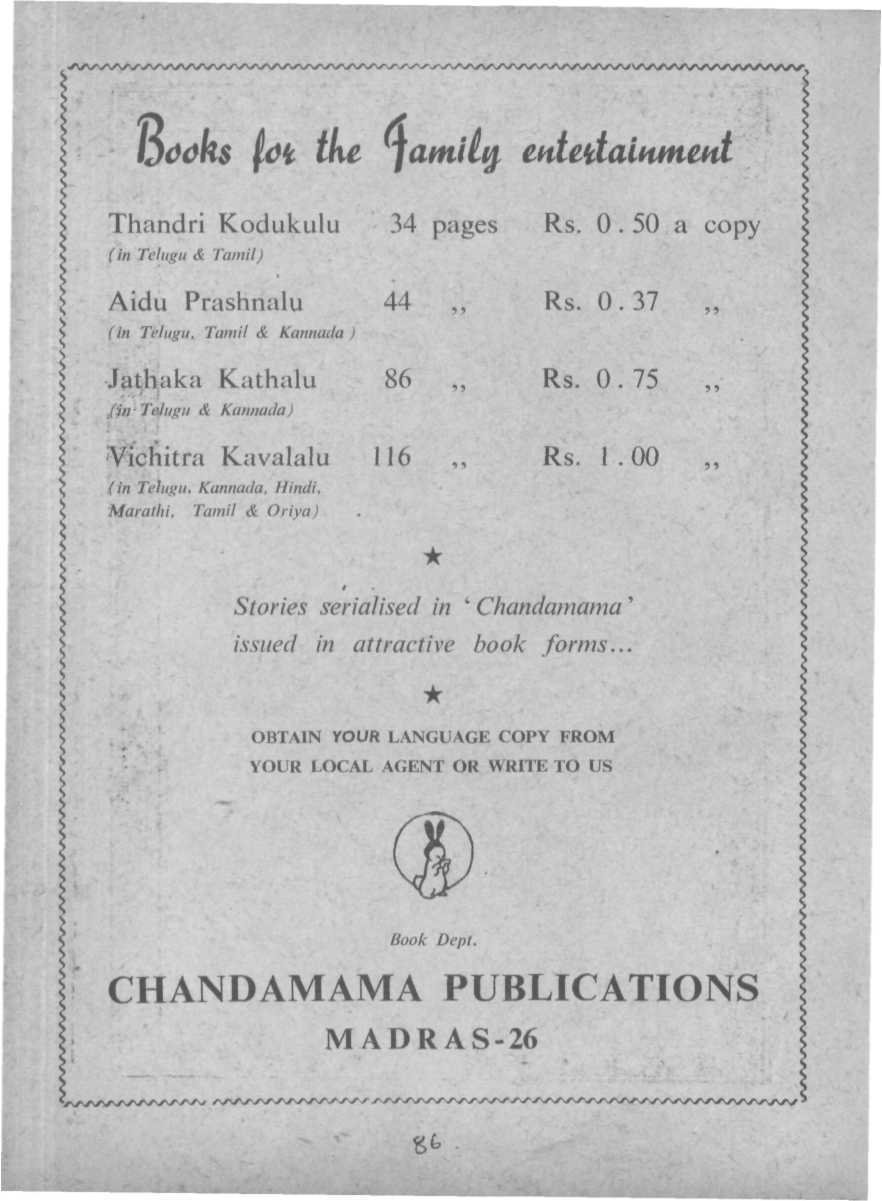 Books for the Family entertainment
Thandri Kodukulu 34 pages Rs. 0.50 a copy
(in Telugu & Tamil)
Aidu Prashnalu 44 ,, Rs. 0.37 ,,
(in Telugu, Tamil & Kannada)
Jathaka Kathalu 86 ,, Rs. 0.75 ,,
(in Telugu & Kannada)
Vichitra Kavalalu 116 ,, Rs. 1.00 ,,
(in Telugu, Kannada, Hindi,
Marathi, Tamil & Oriya)
Stories serialised in ‘Chandamama’
issued in attractive book forms...
OBTAIN YOUR LANGUAGE COPY FROM
YOUR LOCAL AGENT OR WRITE TO US
Book Dept.
CHANDAMAMA PUBLICATIONS
MADRAS-26
86